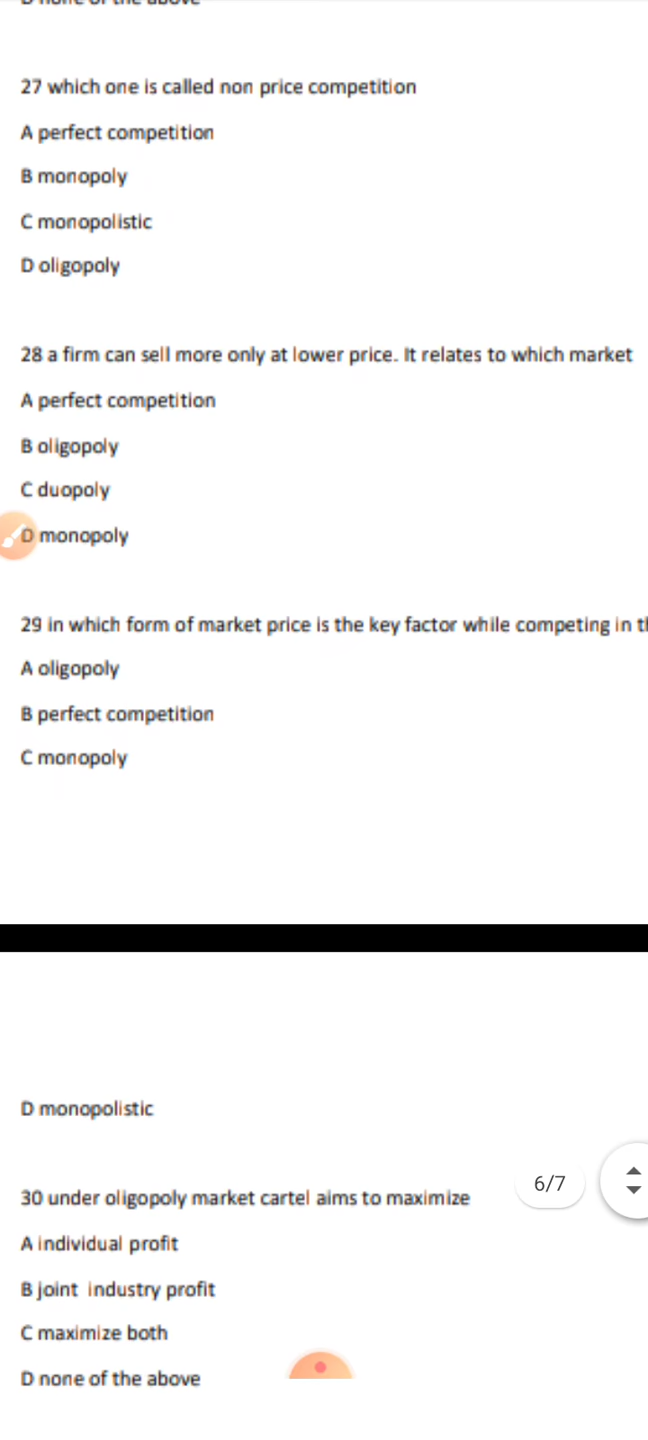 27 which one is called non price competition
A perfect competition
B monopoly
C monopolistic
D oligopoly
28 a firm can sell more only at lower price. It relates to which market
A perfect competition
B oligopoly
C duopoly
D monopoly
29 in which form of market price is the key factor while competing in
A oligopoly
B perfect competition
C monopoly
D monopolistic
6/7
30 under oligopoly market cartel aims to maximize
A individual profit
B joint industry profit
C maximize both
D none of the above